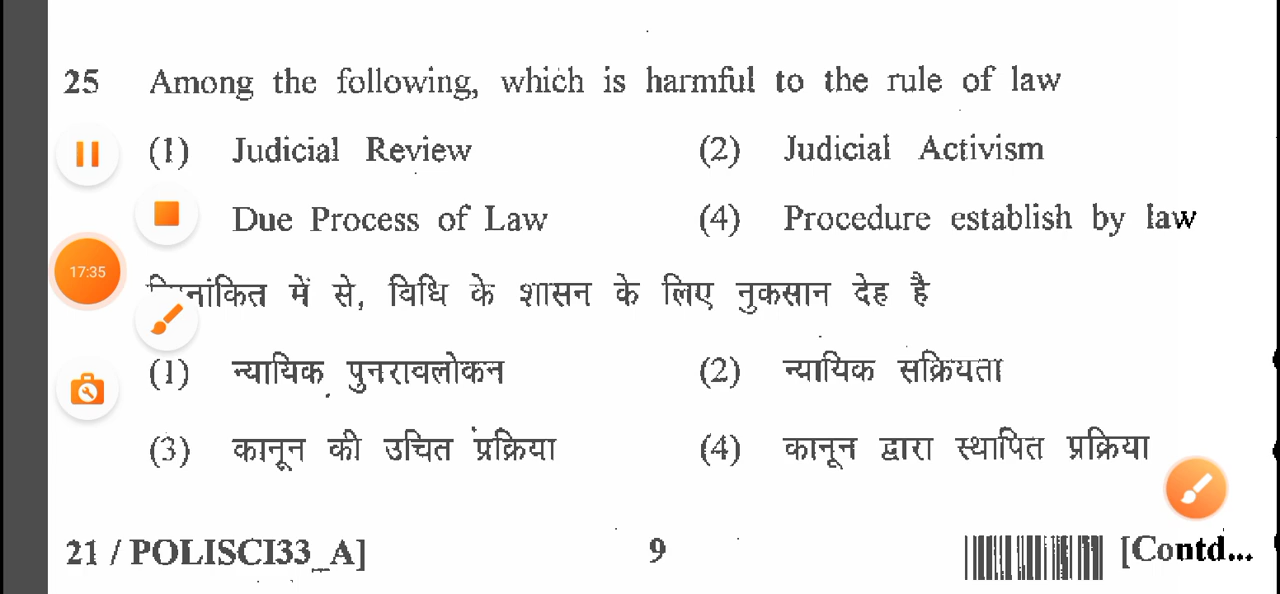 25 Among the following, which is harmful to the rule of law
(1) Judicial Review (2) Judicial Activism
Due Process of Law (4) Procedure establish by law
17:35
में से, विधि के शासन के लिए नुकसान देह है
(1) न्यायिक पुनरावलोकन (2) न्यायिक सक्रियता
(3) कानून की उचित प्रक्रिया (4) कानून द्वारा स्थापित प्रक्रिया
21 / POLISCI33_A] 9 [Contd...